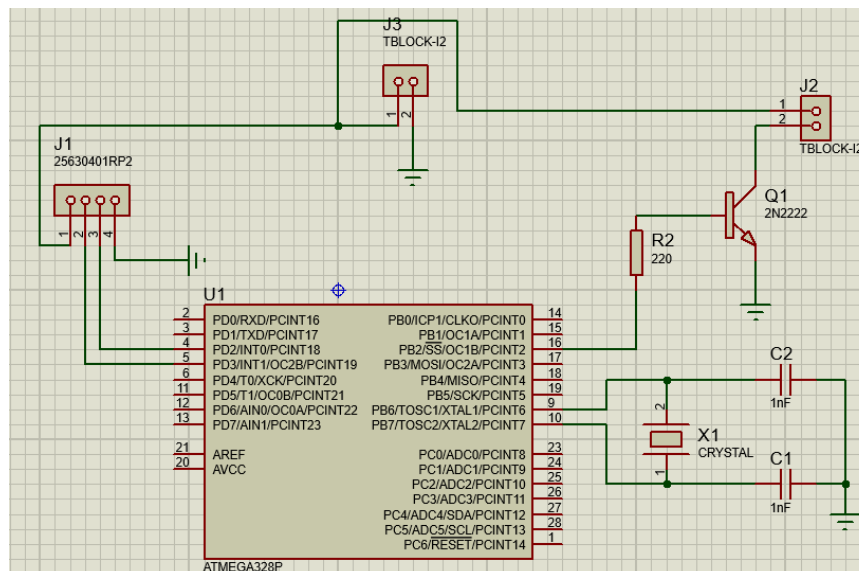 J3
TBLOCK-I2
1
2
J2
1
2
TBLOCK-I2
J1
25630401RP2
1
2
3
4
Q1
2N2222
R2
220
U1
2 PD0/RXD/PCINT16
3 PD1/TXD/PCINT17
4 PD2/INT0/PCINT18
5 PD3/INT1/OC2B/PCINT19
6 PD4/T0/XCK/PCINT20
11 PD5/T1/OC0B/PCINT21
12 PD6/AIN0/OC0A/PCINT22
13 PD7/AIN1/PCINT23
21 AREF
20 AVCC
PB0/ICP1/CLKO/PCINT0 14
PB1/OC1A/PCINT1 15
PB2/SS/OC1B/PCINT2 16
PB3/MOSI/OC2A/PCINT3 17
PB4/MISO/PCINT4 18
PB5/SCK/PCINT5 19
PB6/TOSC1/XTAL1/PCINT6 9
PB7/TOSC2/XTAL2/PCINT7 10
PC0/ADC0/PCINT8 23
PC1/ADC1/PCINT9 24
PC2/ADC2/PCINT10 25
PC3/ADC3/PCINT11 26
PC4/ADC4/SDA/PCINT12 27
PC5/ADC5/SCL/PCINT13 28
PC6/RESET/PCINT14 1
ATMEGA328P
C2
1nF
2
X1
CRYSTAL
1
C1
1nF